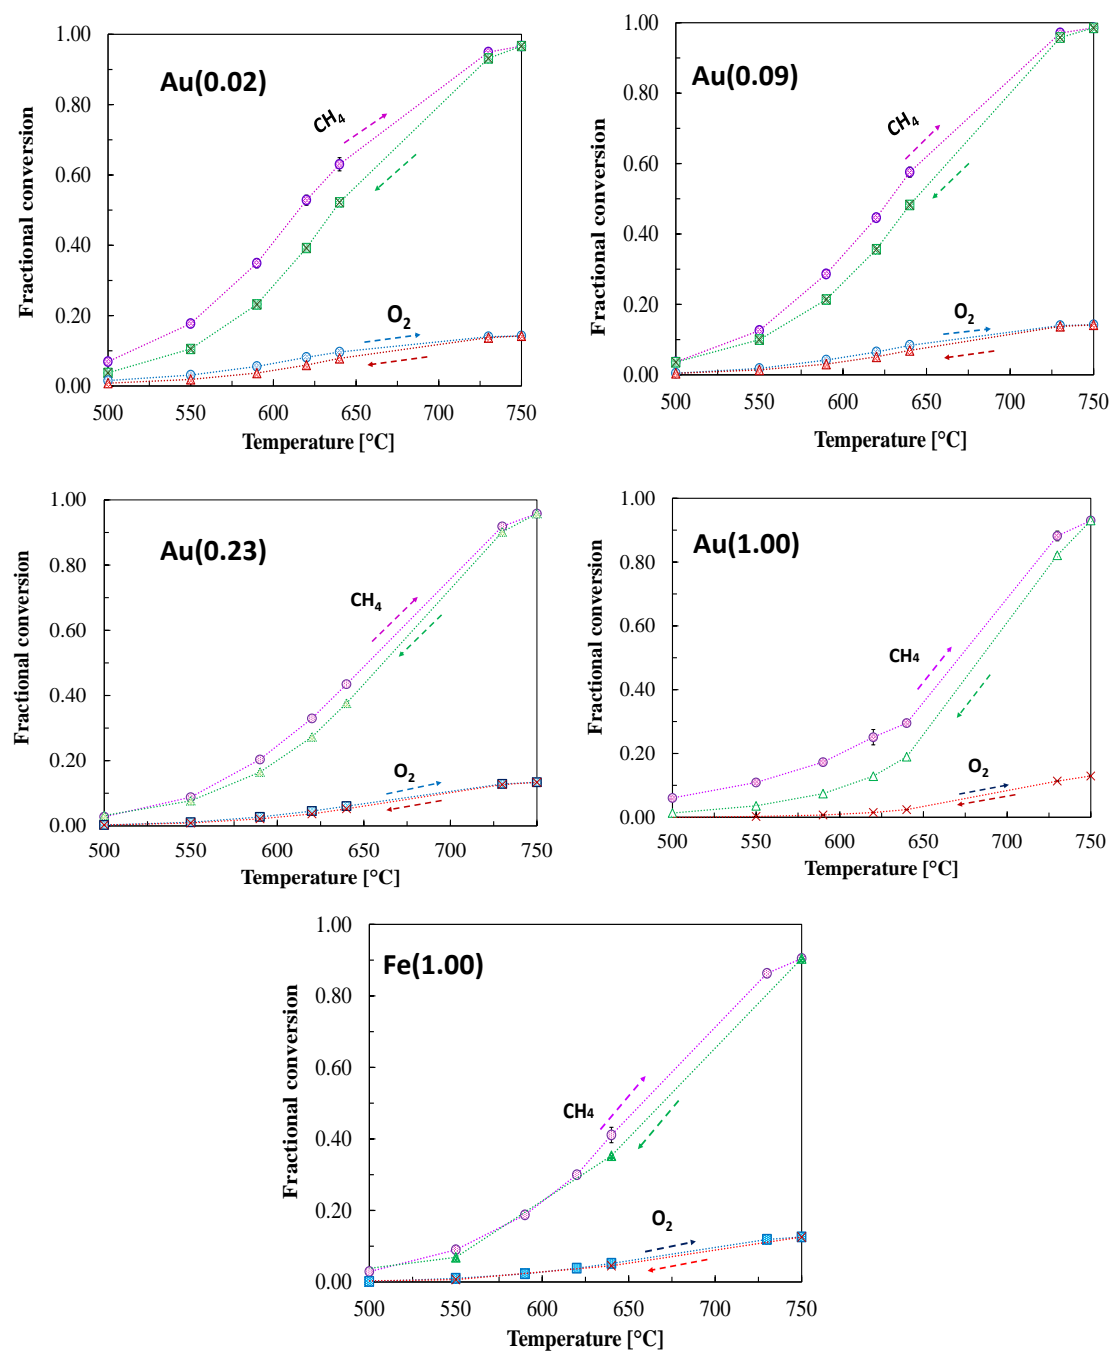 Au(0.02)
CH4
O2
Fractional conversion
1.00
0.80
0.60
0.40
0.20
0.00
500 550 600 650 700 750
Temperature [°C]
Au(0.09)
CH4
O2
Fractional conversion
1.00
0.80
0.60
0.40
0.20
0.00
500 550 600 650 700 750
Temperature [°C]
Au(0.23)
CH4
O2
Fractional conversion
1.00
0.80
0.60
0.40
0.20
0.00
500 550 600 650 700 750
Temperature [°C]
Au(1.00)
CH4
O2
Fractional conversion
1.00
0.80
0.60
0.40
0.20
0.00
500 550 600 650 700 750
Temperature [°C]
Fe(1.00)
CH4
O2
Fractional conversion
1.00
0.80
0.60
0.40
0.20
0.00
500 550 600 650 700 750
Temperature [°C]